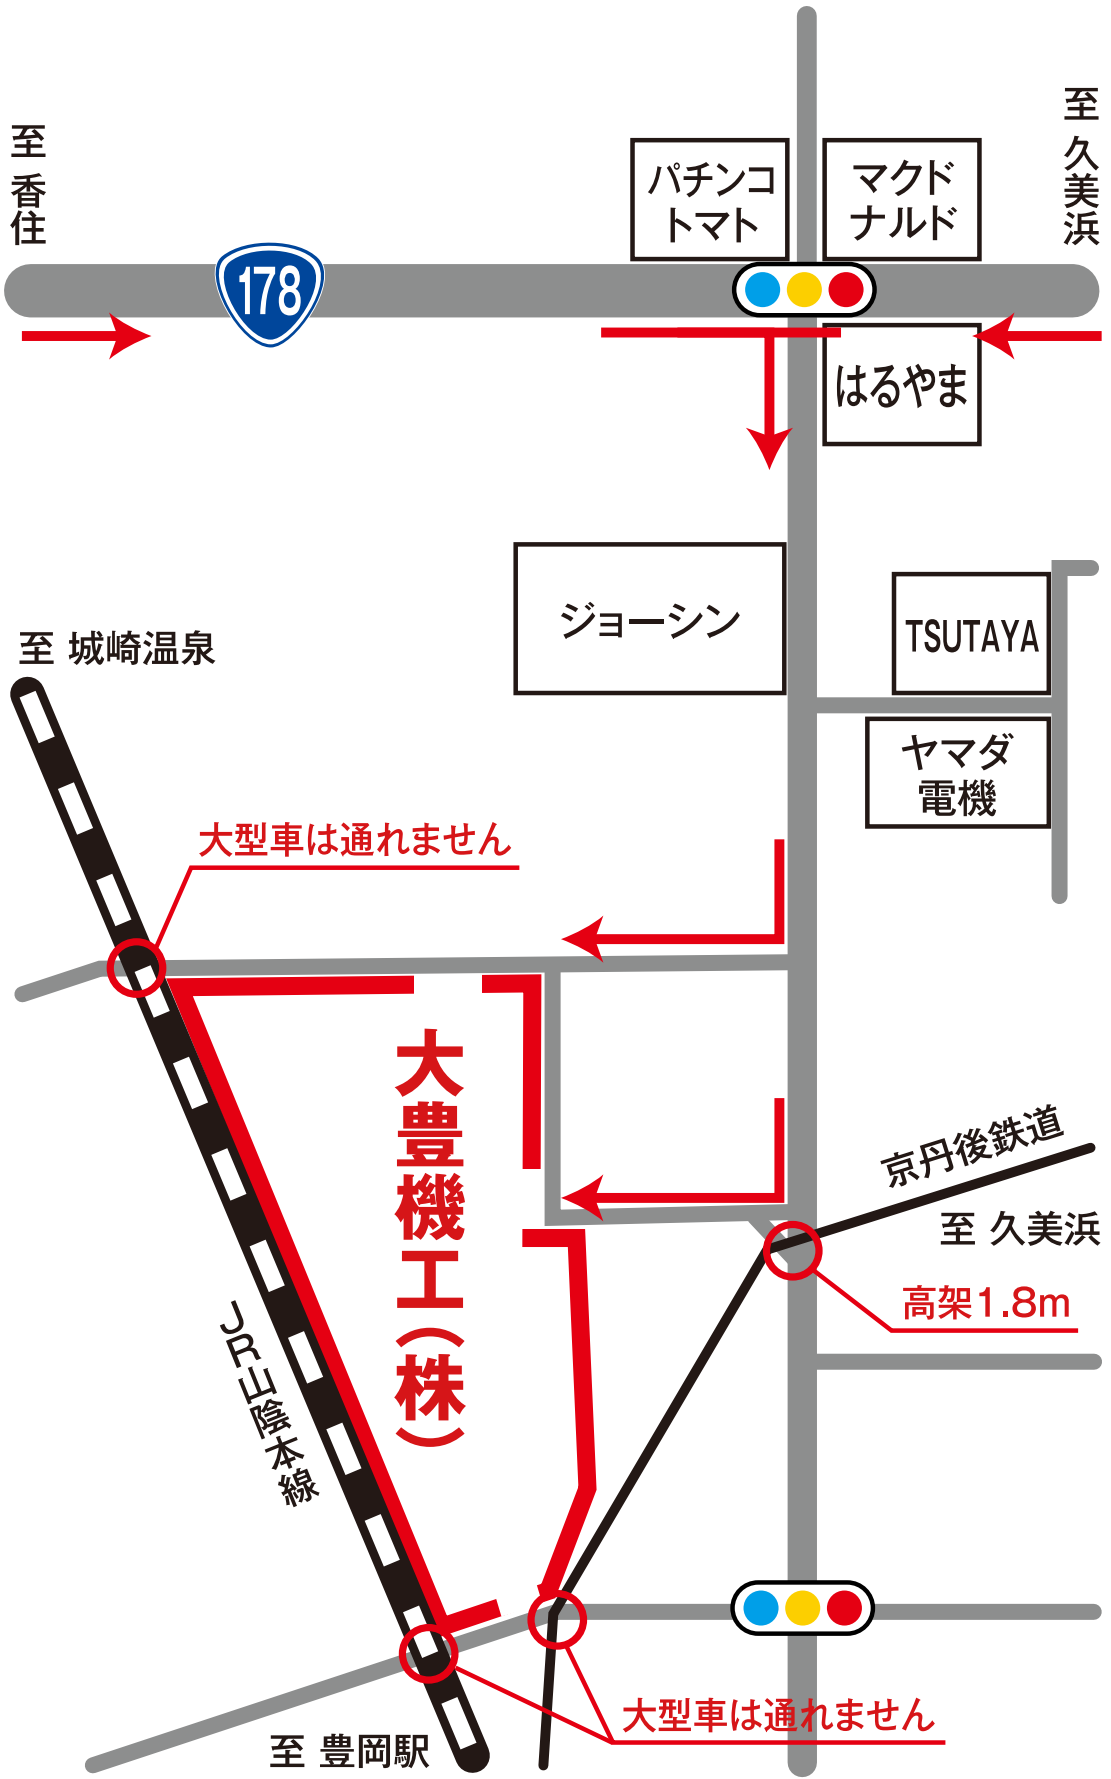 至 香住
至 久美浜
パチンコ
トマト
マクド
ナルド
178
はるやま
ジョーシン
TSUTAYA
至 城崎温泉
ヤマダ
電機
大型車は通れません
大豊機工(株)
京丹後鉄道
至 久美浜
高架1.8m
JR山陰本線
大型車は通れません
至 豊岡駅